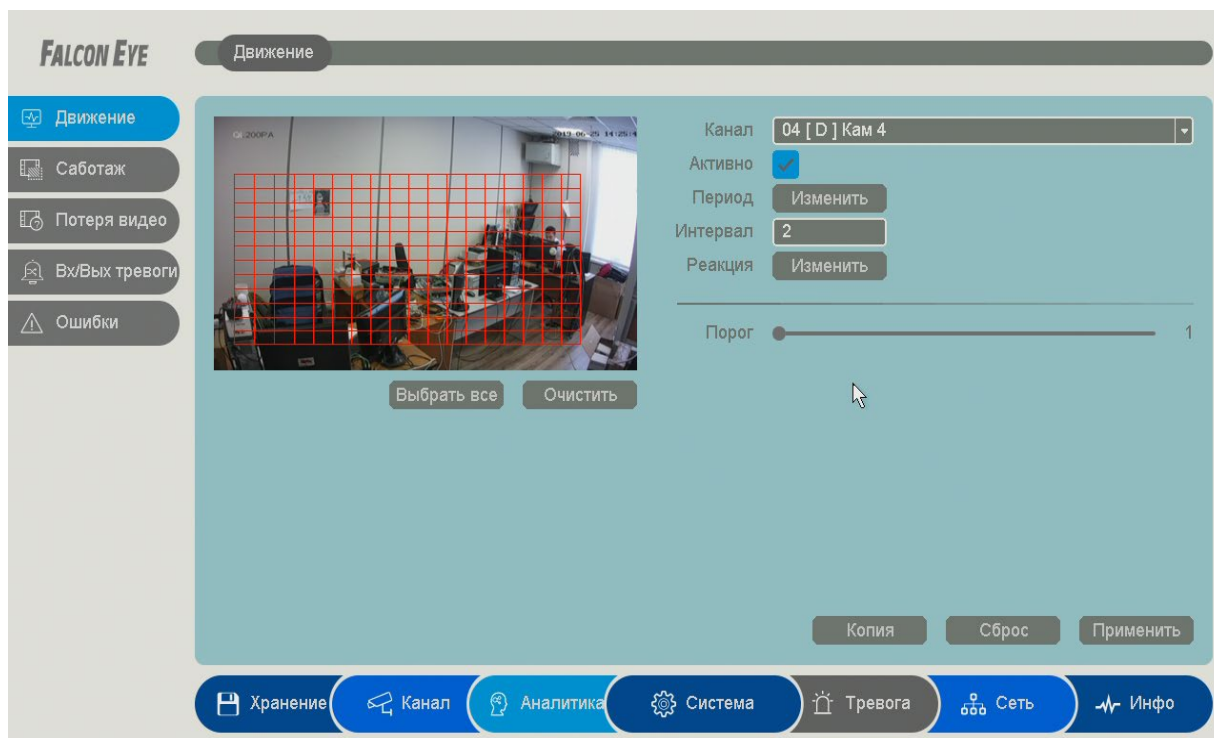 FALCON EYE
Движение
Движение
Саботаж
Потеря видео
Вх/Вых тревоги
Ошибки
Канал 04 [ D ] Кам 4
Активно
Период Изменить
Интервал 2
Реакция Изменить
Порог 1
Выбрать все Очистить
Копия Сброс Применить
Хранение Канал Аналитика Система Тревога Сеть Инфо